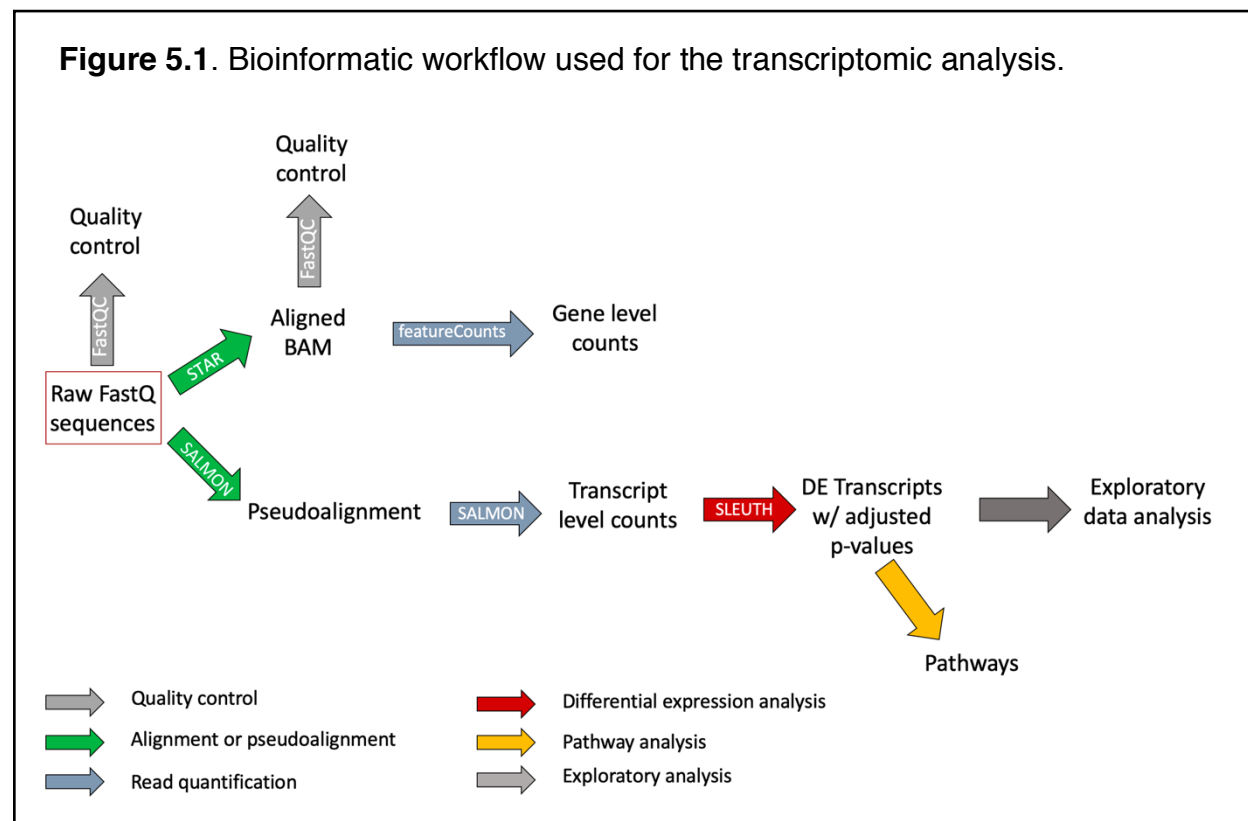 Figure 5.1. Bioinformatic workflow used for the transcriptomic analysis.
Quality
control
Quality
control
FastQC
FastQC
Aligned
BAM
featureCounts
Gene level
counts
STAR
Raw FastQ
sequences
SALMON
Pseudoalignment
SALMON
Transcript
level counts
SLEUTH
DE Transcripts
w/ adjusted
p-values
Exploratory
data analysis
Pathways
Quality control
Alignment or pseudoalignment
Read quantification
Differential expression analysis
Pathway analysis
Exploratory analysis